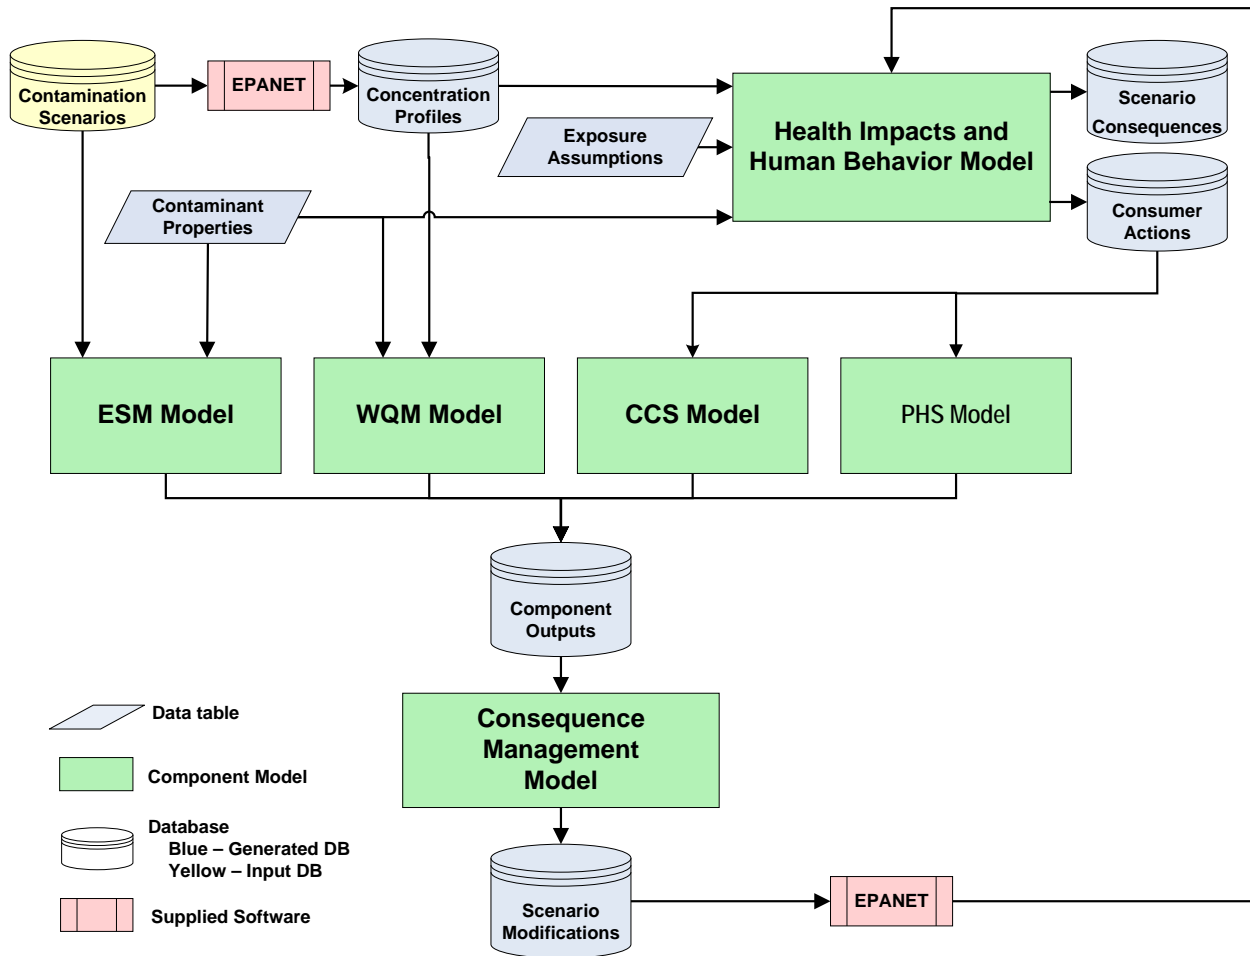 Contamination
Scenarios
EPANET
Concentration
Profiles
Exposure
Assumptions
Health Impacts and
Human Behavior Model
Scenario
Consequences
Consumer
Actions
Contaminant
Properties
ESM Model
WQM Model
CCS Model
PHS Model
Component
Outputs
Consequence
Management
Model
Scenario
Modifications
EPANET
Data table
Component Model
Database
Blue – Generated DB
Yellow – Input DB
Supplied Software